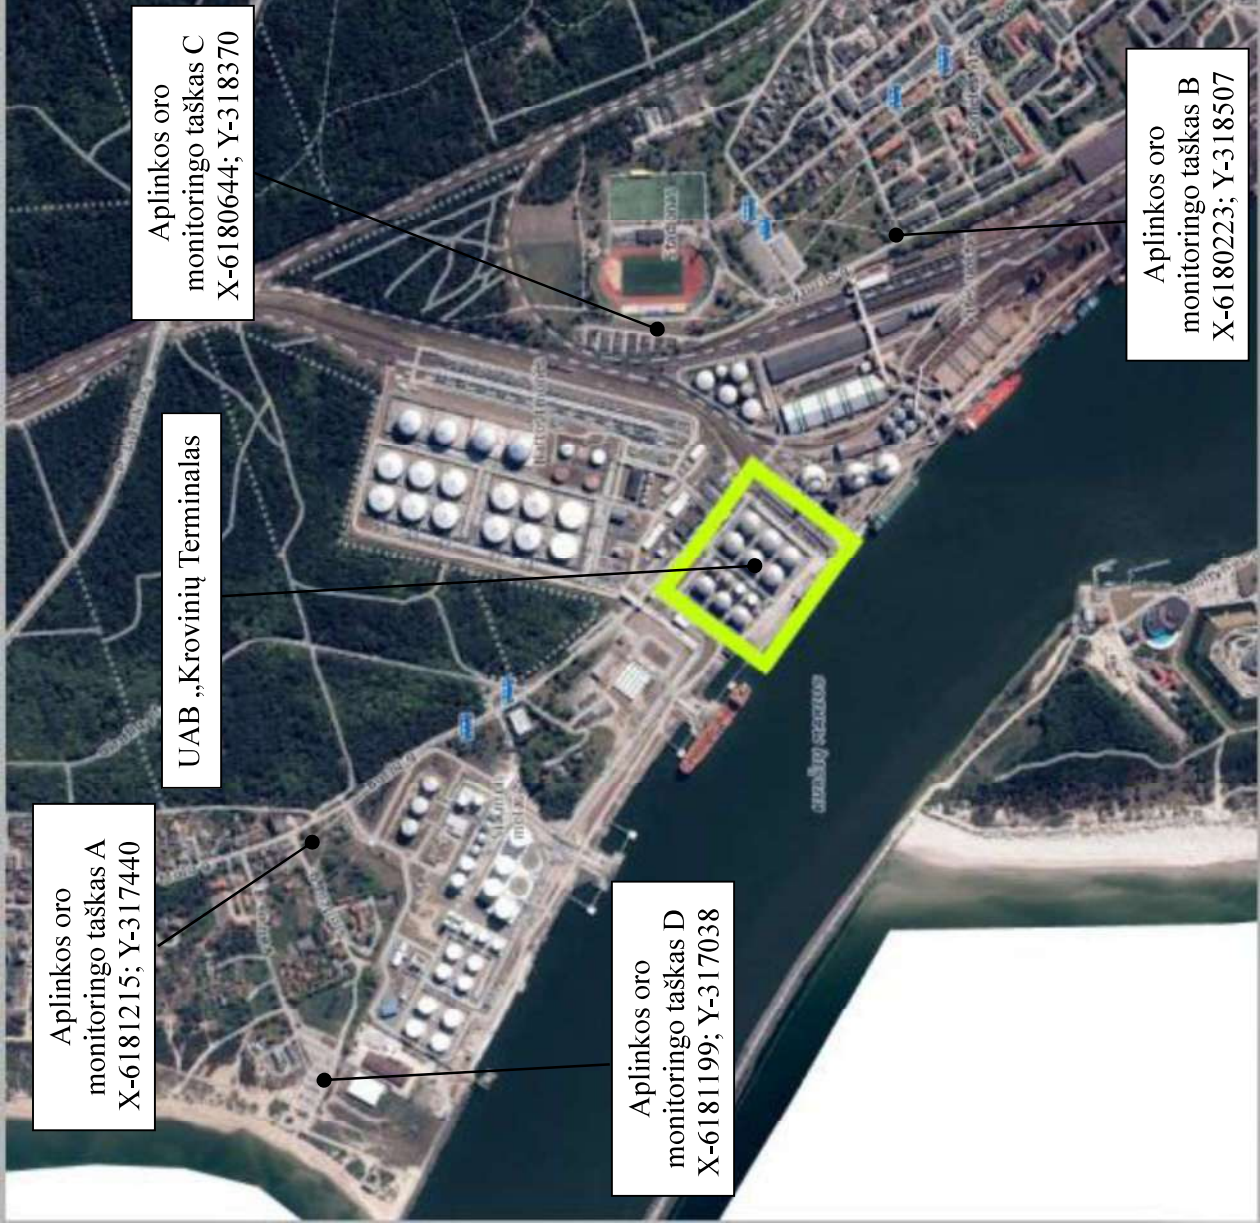 Aplinkos oro
monitoringo taškas A
X-6181215; Y-317440
UAB „Krovinių Terminalas
Aplinkos oro
monitoringo taškas C
X-6180644; Y-318370
Aplinkos oro
monitoringo taškas D
X-6181199; Y-317038
Aplinkos oro
monitoringo taškas B
X-6180223; Y-318507